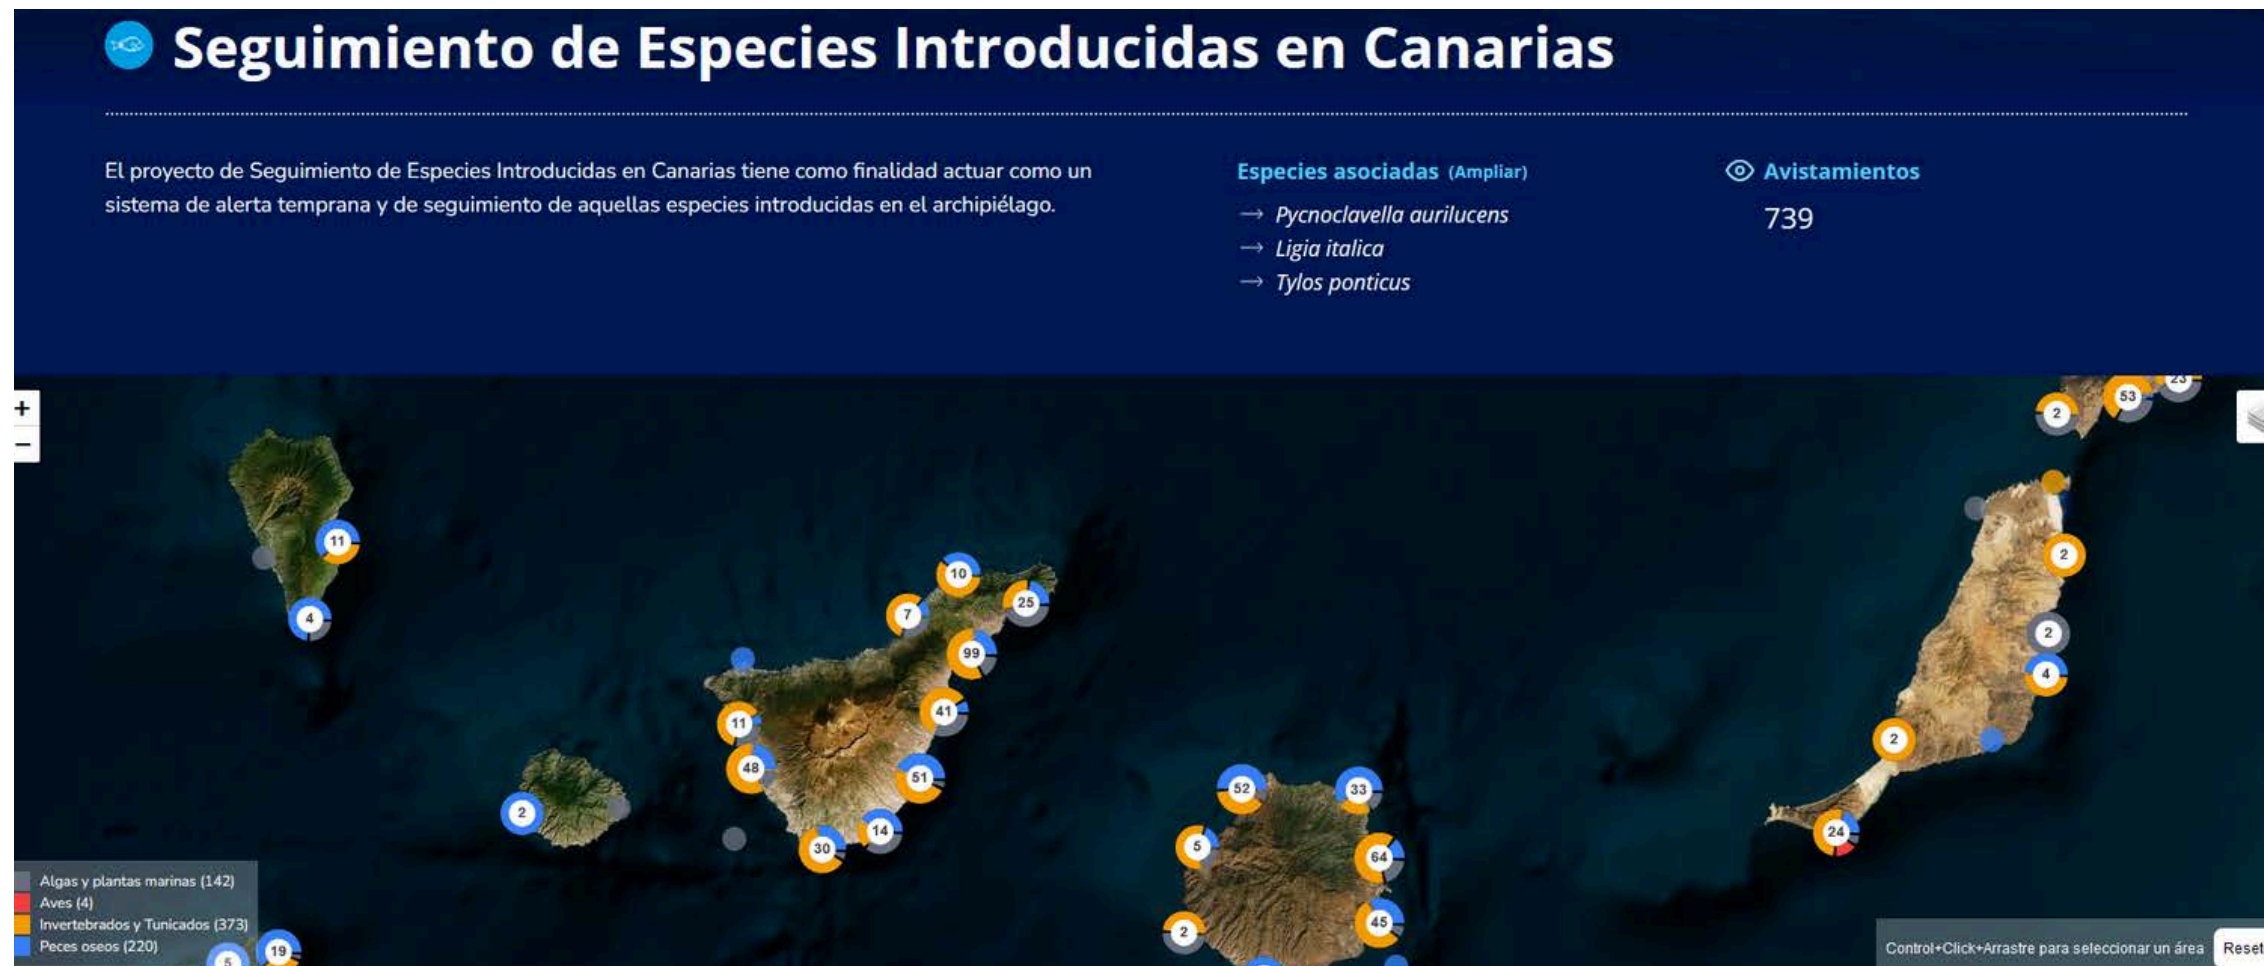 Seguimiento de Especies Introducidas en Canarias
El proyecto de Seguimiento de Especies Introducidas en Canarias tiene como finalidad actuar como un
sistema de alerta temprana y de seguimiento de aquellas especies introducidas en el archipiélago.
Especies asociadas (Ampliar)
→ Pycnoclavella aurilucens
→ Ligia italica
→ Tylos ponticus
Avistamientos
739
+
−
23
53
2
11
4
10
25
7
99
41
11
48
51
14
30
2
2
2
4
2
24
52
33
5
64
45
2
Algas y plantas marinas (142)
Aves (4)
Invertebrados y Tunicados (373)
Peces oseos (220)
19
5
Control+Click+Arrastre para seleccionar un área
Reset